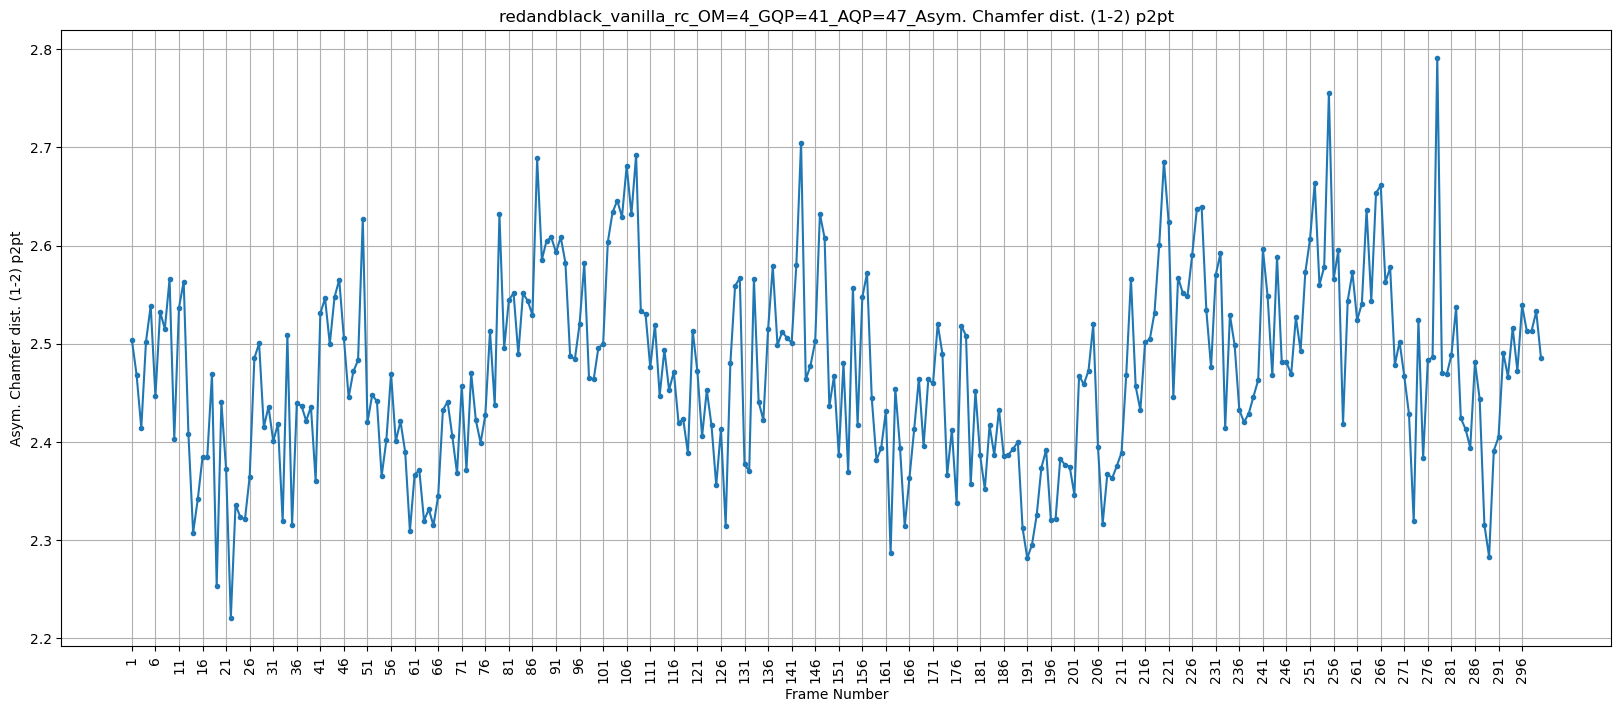 redandblack_vanilla_rc_OM=4_GQP=41_AQP=47_Asym. Chamfer dist. (1-2) p2pt
2.8
2.7
2.6
2.5
2.4
2.3
2.2
Asym. Chamfer dist. (1-2) p2pt
1 6 11 16 21 26 31 36 41 46 51 56 61 66 71 76 81 86 91 96 101 106 111 116 121 126 131 136 141 146 151 156 161 166 171 176 181 186 191 196 201 206 211 216 221 226 231 236 241 246 251 256 261 266 271 276 281 286 291 296
Frame Number